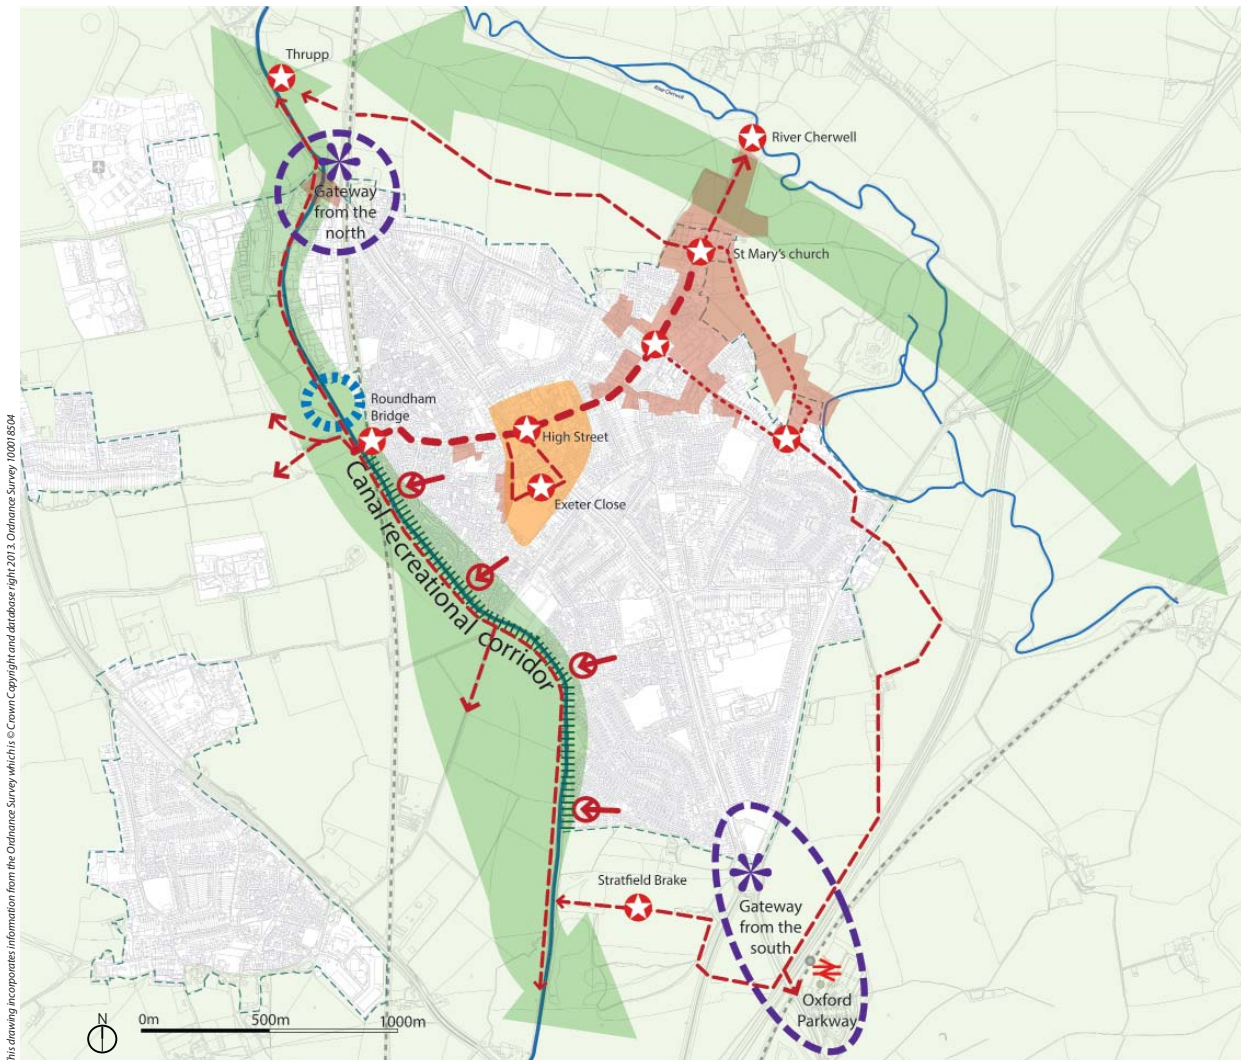 Thrupp
River Cherwell
River Cherwell
Gateway
from the
north
St Mary's church
Roundham
Bridge
High Street
Exeter Close
Canal recreational corridor
Stratfield Brake
Gateway
from the
south
Oxford
Parkway
N
0m
500m
1000m
This drawing incorporates information from the Ordnance Survey which is © Crown Copyright and database right 2013. Ordnance Survey 100018504